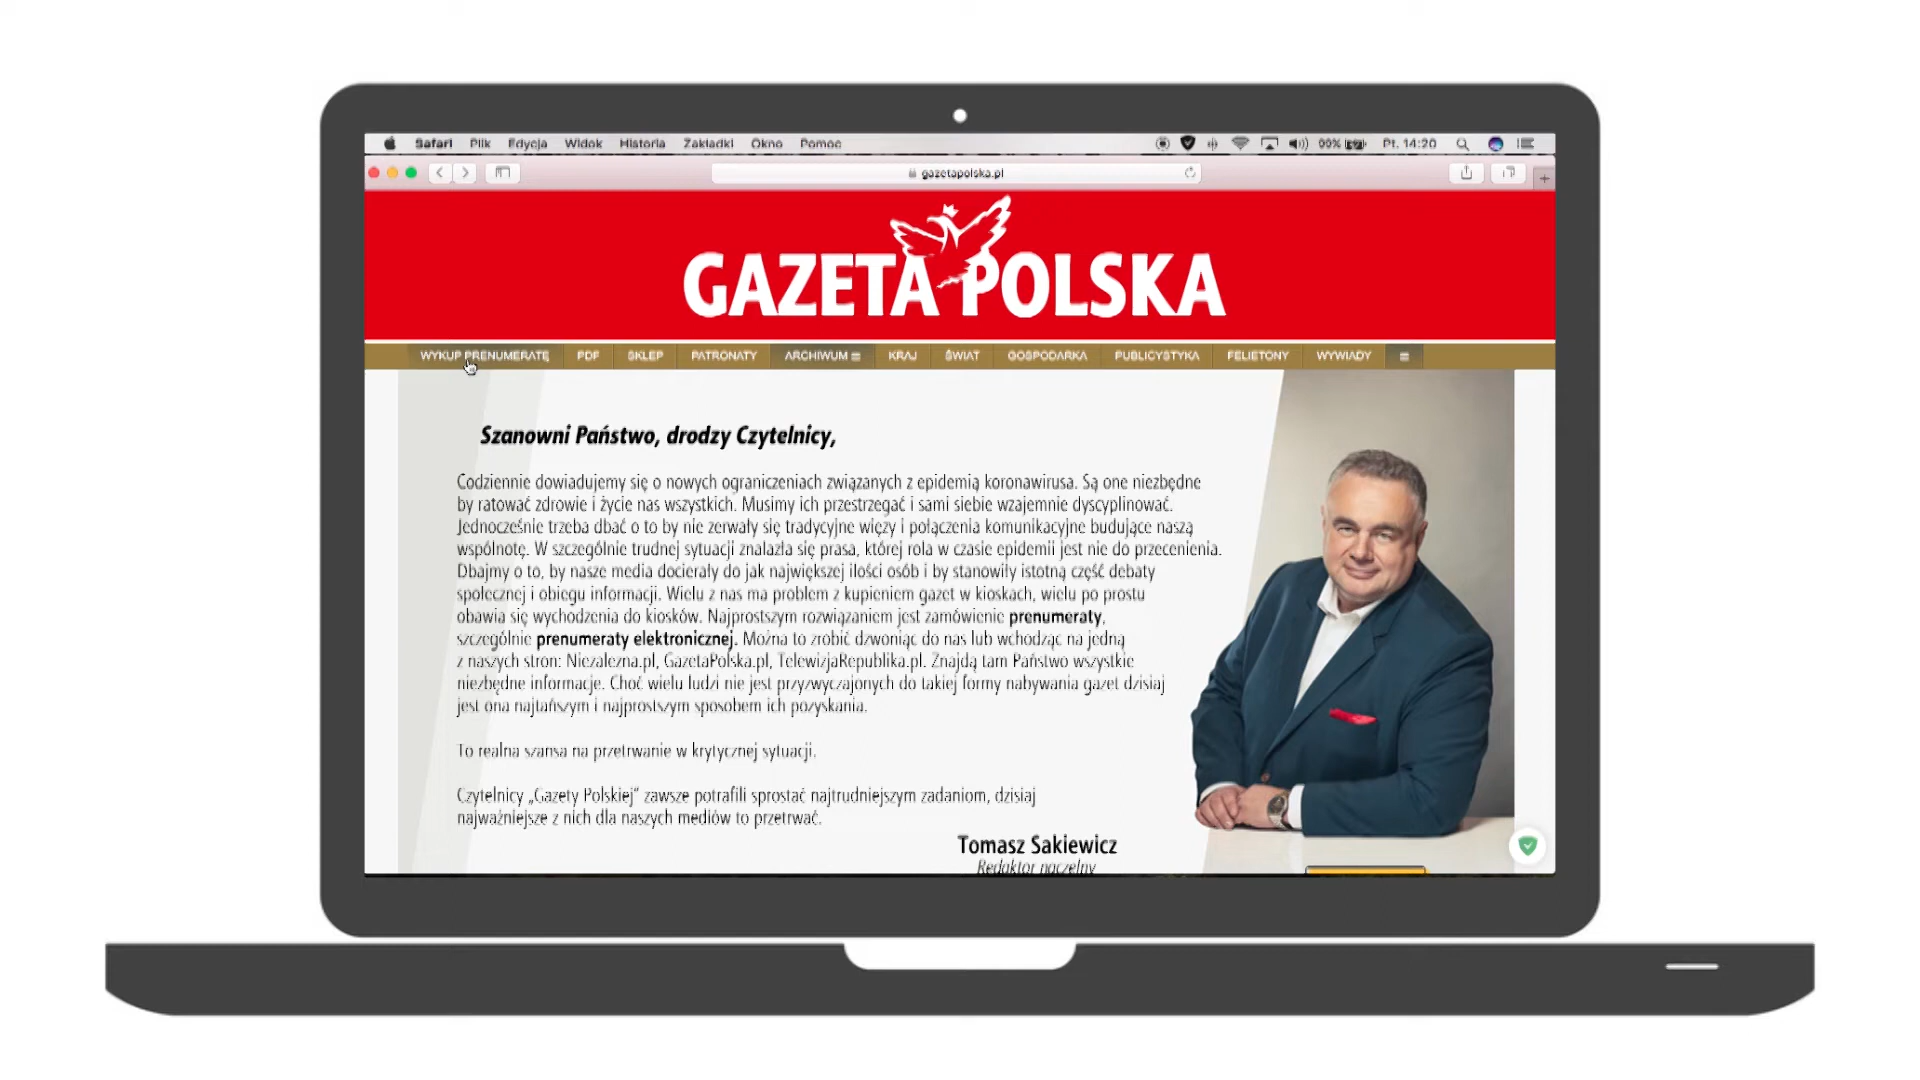 Safari Plik Edycja Widok Historia Zakładki Okno Pomoc 99% Pt. 14:20
gazetapolska.pl
GAZETA POLSKA
WYKUP PRENUMERATĘ PDF SKLEP PATRONATY ARCHIWUM KRAJ ŚWIAT GOSPODARKA PUBLICYSTYKA FELIETONY WYWIADY
Szanowni Państwo, drodzy Czytelnicy,
Codziennie dowiadujemy się o nowych ograniczeniach związanych z epidemią koronawirusa. Są one niezbędne
by ratować zdrowie i życie nas wszystkich. Musimy ich przestrzegać i sami siebie wzajemnie dyscyplinować.
Jednocześnie trzeba dbać o to by nie zerwały się tradycyjne więzy i połączenia komunikacyjne budujące naszą
wspólnotę. W szczególnie trudnej sytuacji znalazła się prasa, której rola w czasie epidemii jest nie do przecenienia.
Dbajmy o to, by nasze media docierały do jak największej ilości osób i by stanowiły istotną część debaty
społecznej i obiegu informacji. Wielu z nas ma problem z kupieniem gazet w kioskach, wielu po prostu
obawia się wychodzenia do kiosków. Najprostszym rozwiązaniem jest zamówienie prenumeraty,
szczególnie prenumeraty elektronicznej. Można to zrobić dzwoniąc do nas lub wchodząc na jedną
z naszych stron: Niezalezna.pl, GazetaPolska.pl, TelewizjaRepublika.pl. Znajdą tam Państwo wszystkie
niezbędne informacje. Choć wielu ludzi nie jest przyzwyczajonych do takiej formy nabywania gazet dzisiaj
jest ona najtańszym i najprostszym sposobem ich pozyskania.
To realna szansa na przetrwanie w krytycznej sytuacji.
Czytelnicy „Gazety Polskiej” zawsze potrafili sprostać najtrudniejszym zadaniom, dzisiaj
najważniejsze z nich dla naszych mediów to przetrwać.
Tomasz Sakiewicz
Redaktor naczelny